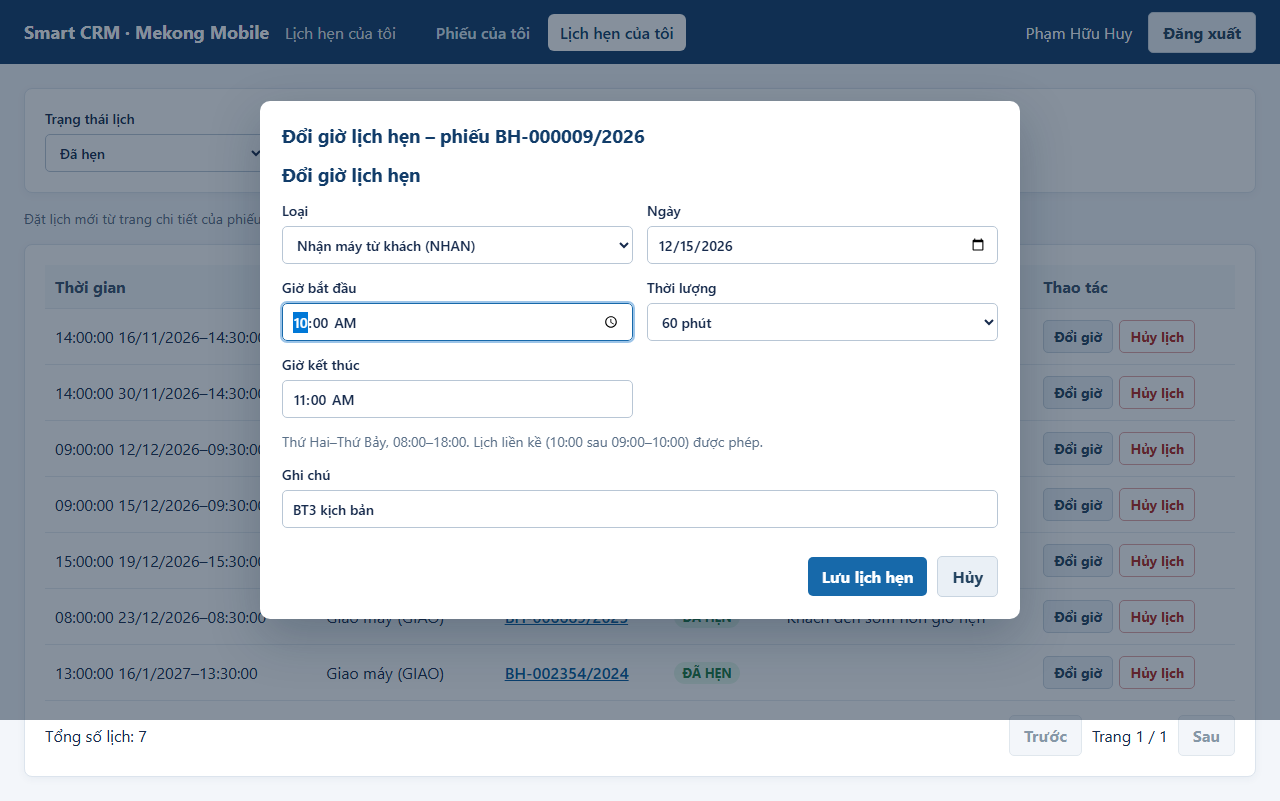 Smart CRM · Mekong Mobile Lịch hẹn của tôi Phiếu của tôi Lịch hẹn của tôi Phạm Hữu Huy Đăng xuất
Trạng thái lịch
Đã hẹn
Đặt lịch mới từ trang chi tiết của phiếu
Đổi giờ lịch hẹn – phiếu BH-000009/2026
Đổi giờ lịch hẹn
Loại Ngày
Nhận máy từ khách (NHAN) 12/15/2026
Giờ bắt đầu Thời lượng
10:00 AM 60 phút
Giờ kết thúc
11:00 AM
Thứ Hai–Thứ Bảy, 08:00–18:00. Lịch liền kề (10:00 sau 09:00–10:00) được phép.
Ghi chú
BT3 kịch bản
Lưu lịch hẹn Hủy
Thời gian Thao tác
14:00:00 16/11/2026–14:30:00 Đổi giờ Hủy lịch
14:00:00 30/11/2026–14:30:00 Đổi giờ Hủy lịch
09:00:00 12/12/2026–09:30:00 Đổi giờ Hủy lịch
09:00:00 15/12/2026–09:30:00 Đổi giờ Hủy lịch
15:00:00 19/12/2026–15:30:00 Đổi giờ Hủy lịch
08:00:00 23/12/2026–08:30:00 Giao máy (GIAO) ĐÃ HẸN Khách đến sớm hơn giờ hẹn Đổi giờ Hủy lịch
13:00:00 16/1/2027–13:30:00 Giao máy (GIAO) BH-002354/2024 ĐÃ HẸN Đổi giờ Hủy lịch
Tổng số lịch: 7 Trước Trang 1 / 1 Sau